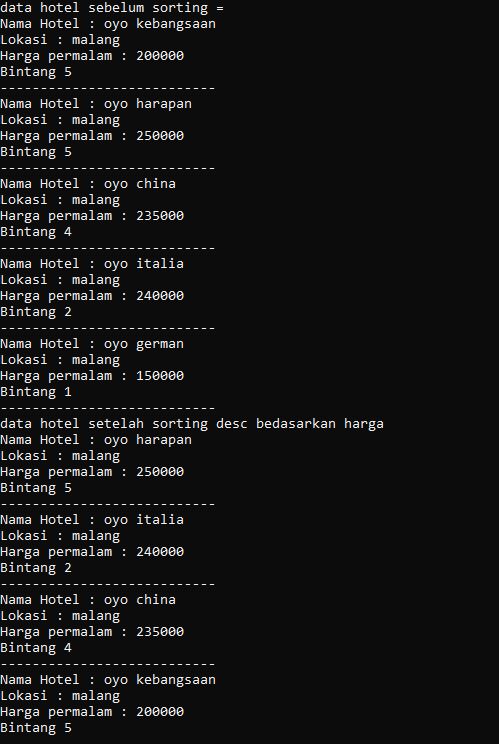 data hotel sebelum sorting =
Nama Hotel : oyo kebangsaan
Lokasi : malang
Harga permalam : 200000
Bintang 5
---------------------------
Nama Hotel : oyo harapan
Lokasi : malang
Harga permalam : 250000
Bintang 5
---------------------------
Nama Hotel : oyo china
Lokasi : malang
Harga permalam : 235000
Bintang 4
---------------------------
Nama Hotel : oyo italia
Lokasi : malang
Harga permalam : 240000
Bintang 2
---------------------------
Nama Hotel : oyo german
Lokasi : malang
Harga permalam : 150000
Bintang 1
---------------------------
data hotel setelah sorting desc bedasarkan harga
Nama Hotel : oyo harapan
Lokasi : malang
Harga permalam : 250000
Bintang 5
---------------------------
Nama Hotel : oyo italia
Lokasi : malang
Harga permalam : 240000
Bintang 2
---------------------------
Nama Hotel : oyo china
Lokasi : malang
Harga permalam : 235000
Bintang 4
---------------------------
Nama Hotel : oyo kebangsaan
Lokasi : malang
Harga permalam : 200000
Bintang 5